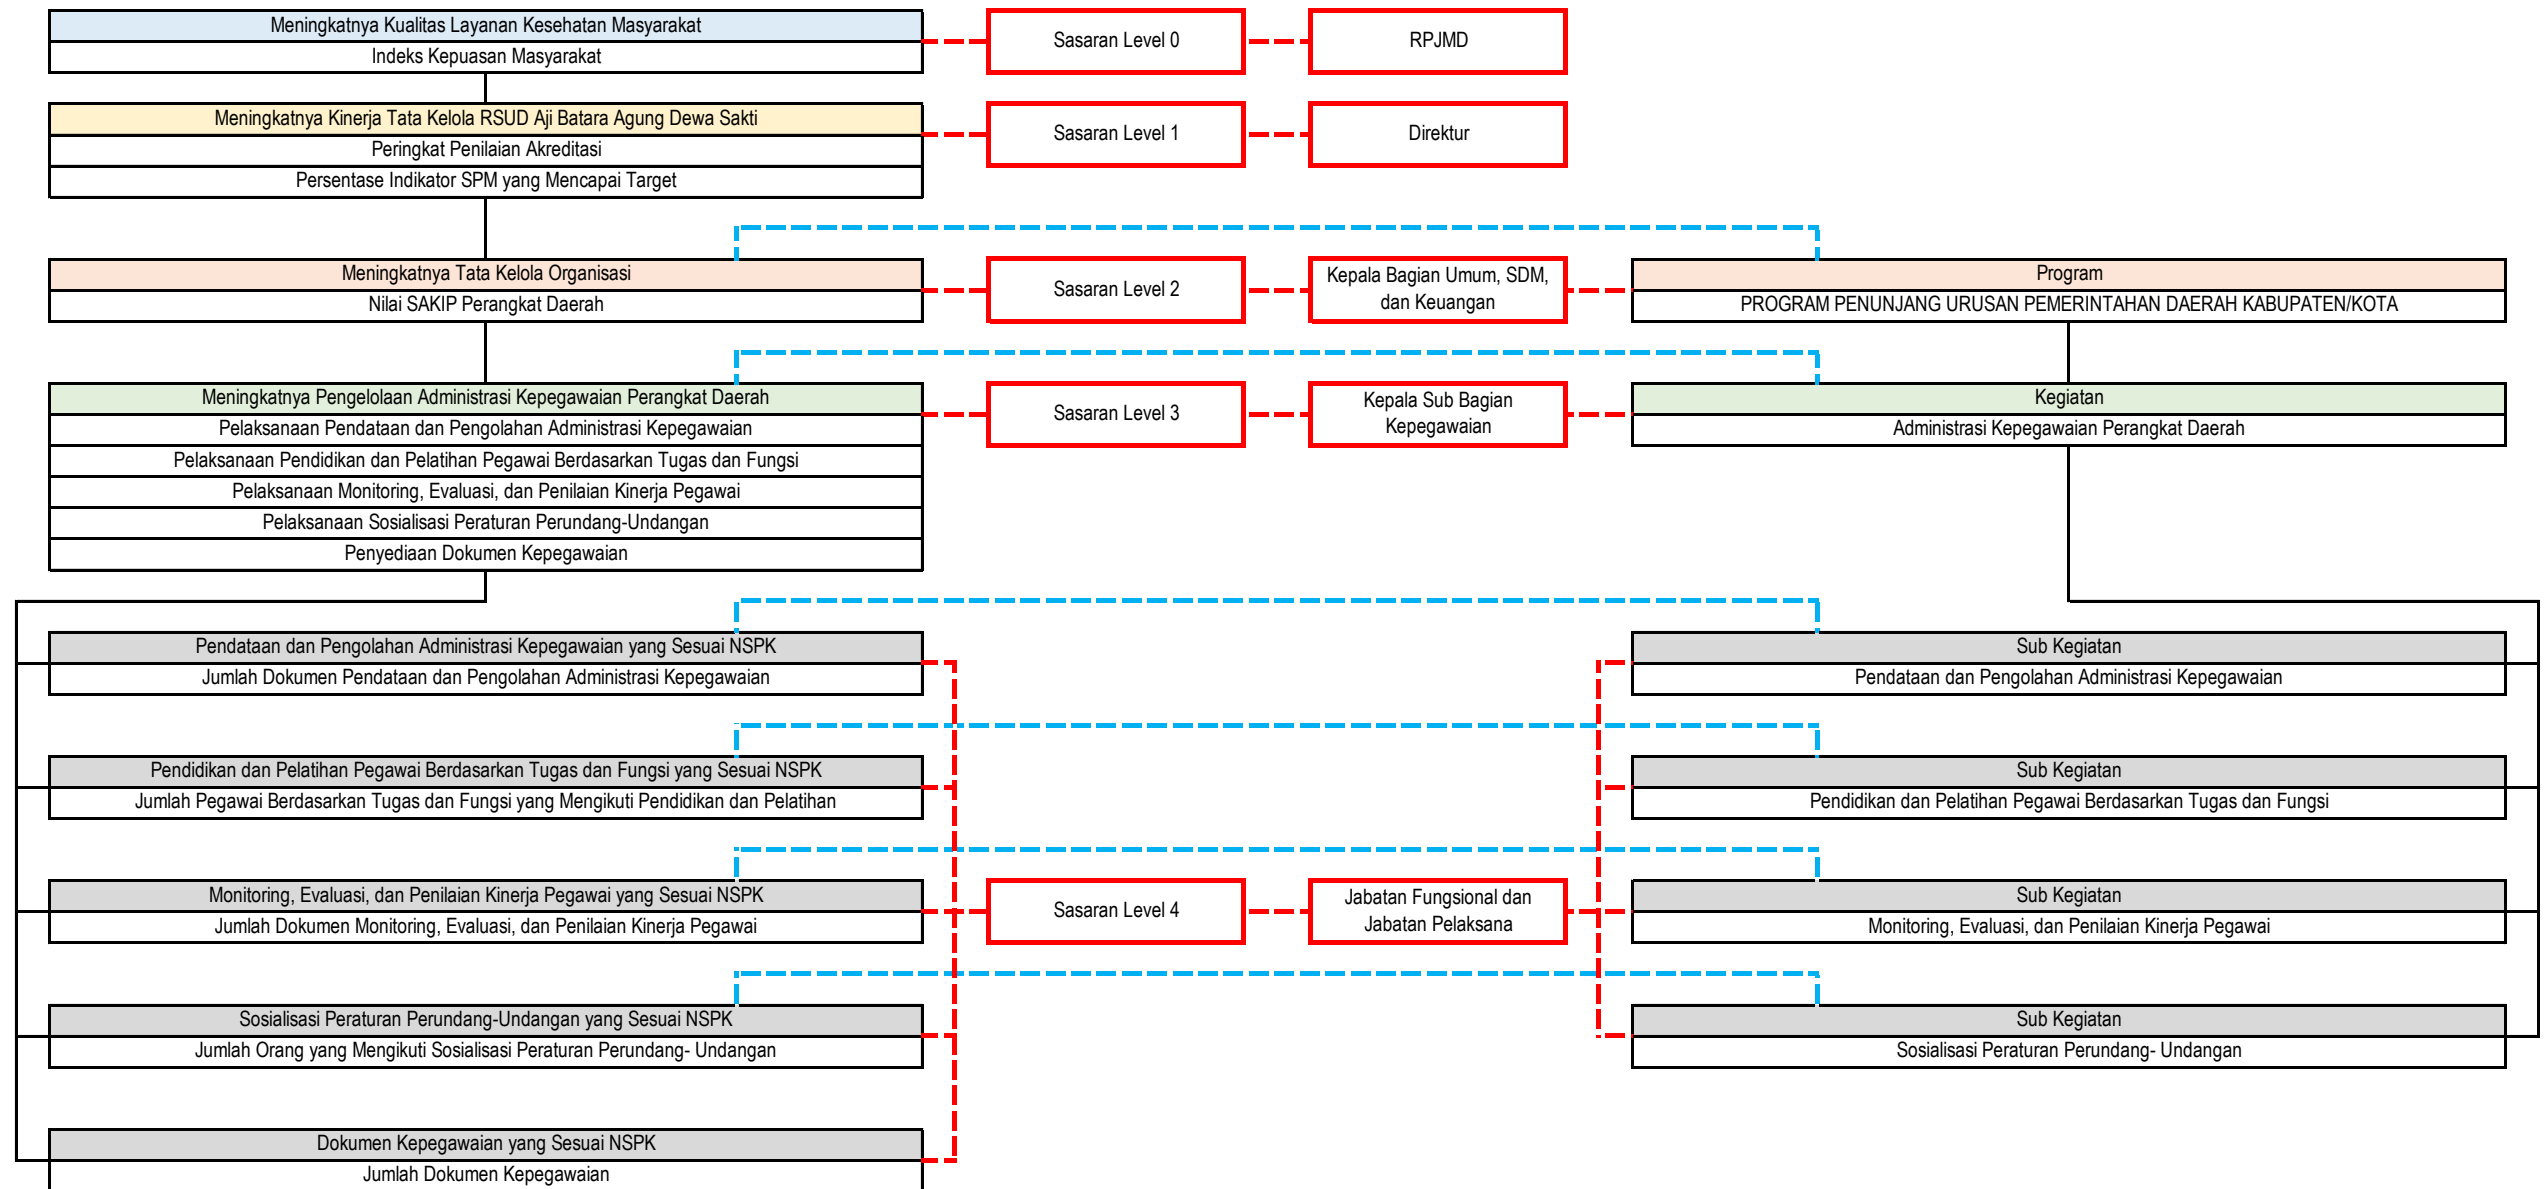 Meningkatnya Kualitas Layanan Kesehatan Masyarakat
Indeks Kepuasan Masyarakat
Sasaran Level 0
RPJMD
Meningkatnya Kinerja Tata Kelola RSUD Aji Batara Agung Dewa Sakti
Peringkat Penilaian Akreditasi
Persentase Indikator SPM yang Mencapai Target
Sasaran Level 1
Direktur
Meningkatnya Tata Kelola Organisasi
Nilai SAKIP Perangkat Daerah
Sasaran Level 2
Kepala Bagian Umum, SDM,
dan Keuangan
Program
PROGRAM PENUNJANG URUSAN PEMERINTAHAN DAERAH KABUPATEN/KOTA
Meningkatnya Pengelolaan Administrasi Kepegawaian Perangkat Daerah
Pelaksanaan Pendataan dan Pengolahan Administrasi Kepegawaian
Pelaksanaan Pendidikan dan Pelatihan Pegawai Berdasarkan Tugas dan Fungsi
Pelaksanaan Monitoring, Evaluasi, dan Penilaian Kinerja Pegawai
Pelaksanaan Sosialisasi Peraturan Perundang-Undangan
Penyediaan Dokumen Kepegawaian
Sasaran Level 3
Kepala Sub Bagian
Kepegawaian
Kegiatan
Administrasi Kepegawaian Perangkat Daerah
Pendataan dan Pengolahan Administrasi Kepegawaian yang Sesuai NSPK
Jumlah Dokumen Pendataan dan Pengolahan Administrasi Kepegawaian
Sub Kegiatan
Pendataan dan Pengolahan Administrasi Kepegawaian
Pendidikan dan Pelatihan Pegawai Berdasarkan Tugas dan Fungsi yang Sesuai NSPK
Jumlah Pegawai Berdasarkan Tugas dan Fungsi yang Mengikuti Pendidikan dan Pelatihan
Sub Kegiatan
Pendidikan dan Pelatihan Pegawai Berdasarkan Tugas dan Fungsi
Monitoring, Evaluasi, dan Penilaian Kinerja Pegawai yang Sesuai NSPK
Jumlah Dokumen Monitoring, Evaluasi, dan Penilaian Kinerja Pegawai
Sasaran Level 4
Jabatan Fungsional dan
Jabatan Pelaksana
Sub Kegiatan
Monitoring, Evaluasi, dan Penilaian Kinerja Pegawai
Sosialisasi Peraturan Perundang-Undangan yang Sesuai NSPK
Jumlah Orang yang Mengikuti Sosialisasi Peraturan Perundang- Undangan
Sub Kegiatan
Sosialisasi Peraturan Perundang- Undangan
Dokumen Kepegawaian yang Sesuai NSPK
Jumlah Dokumen Kepegawaian